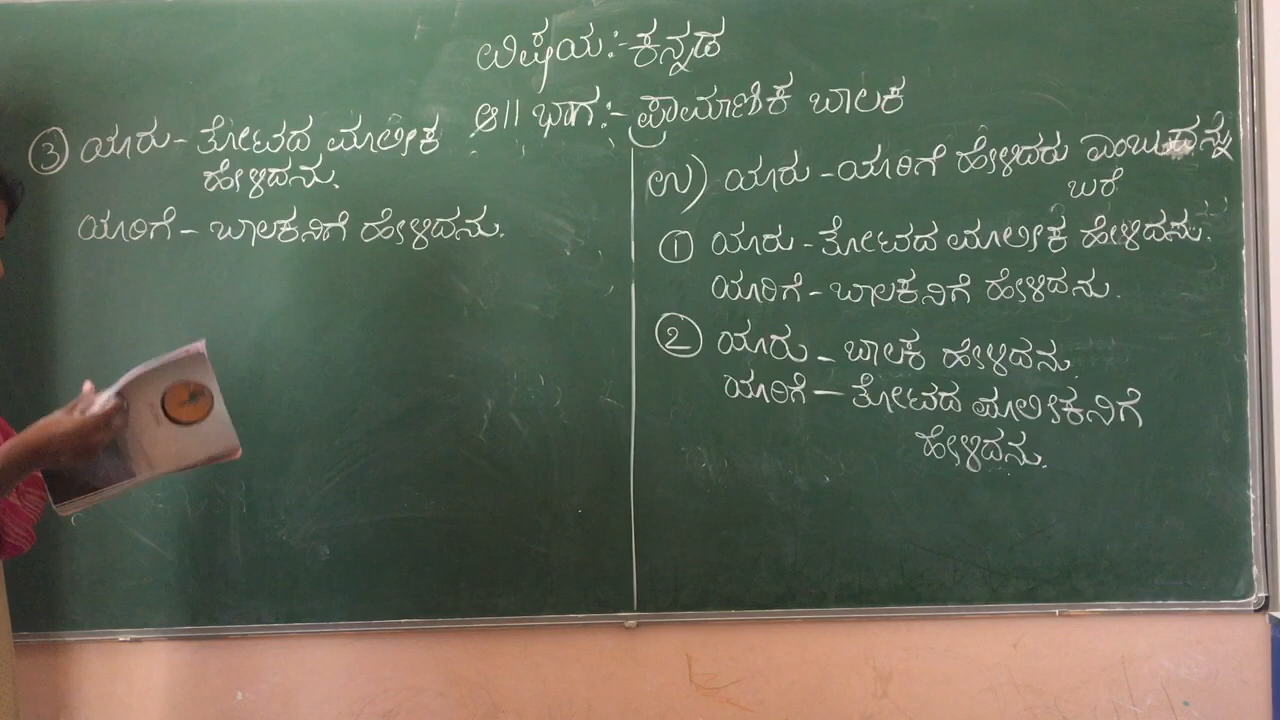 ವಿಷಯ:-ಕನ್ನಡ
ಆ|| ಭಾಗ:- ಪ್ರಾಮಾಣಿಕ ಬಾಲಕ
ಉ) ಯಾರು - ಯಾರಿಗೆ ಹೇಳಿದರು ಎಂಬುದನ್ನು
ಬರೆ
① ಯಾರು - ತೋಟದ ಮಾಲೀಕ ಹೇಳಿದನು.
ಯಾರಿಗೆ - ಬಾಲಕನಿಗೆ ಹೇಳಿದನು.
② ಯಾರು - ಬಾಲಕ ಹೇಳಿದನು.
ಯಾರಿಗೆ - ತೋಟದ ಮಾಲೀಕನಿಗೆ
ಹೇಳಿದನು.
③ ಯಾರು - ತೋಟದ ಮಾಲೀಕ
ಹೇಳಿದನು.
ಯಾರಿಗೆ - ಬಾಲಕನಿಗೆ ಹೇಳಿದನು.